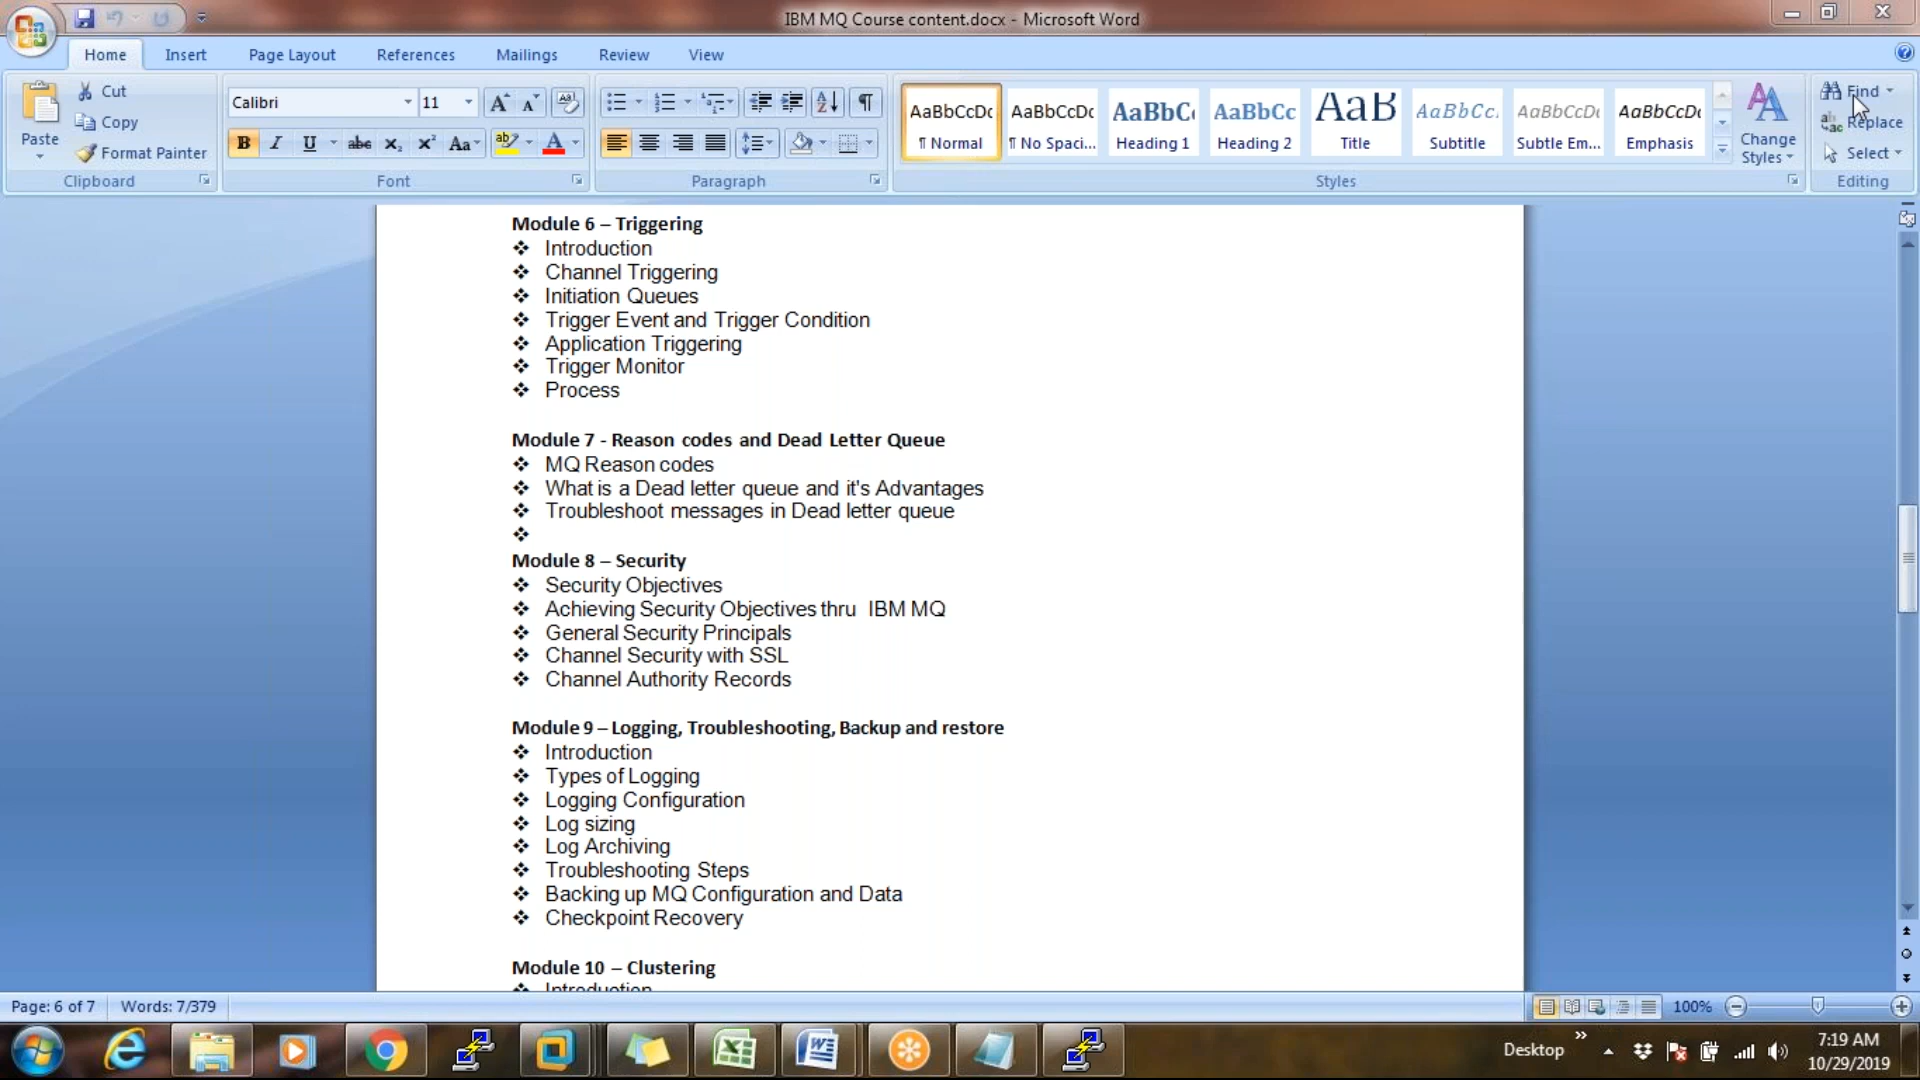 IBM MQ Course content.docx - Microsoft Word
Home Insert Page Layout References Mailings Review View
Paste
Cut
Copy
Format Painter
Clipboard
Calibri 11
Font
Paragraph
AaBbCcDc AaBbCcDc AaBbC AaBbCc AaB AaBbCc. AaBbCcDc AaBbCcDc
¶ Normal ¶ No Spaci... Heading 1 Heading 2 Title Subtitle Subtle Em... Emphasis
Change Styles
Styles
Find
Replace
Select
Editing
Module 6 – Triggering
❖ Introduction
❖ Channel Triggering
❖ Initiation Queues
❖ Trigger Event and Trigger Condition
❖ Application Triggering
❖ Trigger Monitor
❖ Process
Module 7 - Reason codes and Dead Letter Queue
❖ MQ Reason codes
❖ What is a Dead letter queue and it's Advantages
❖ Troubleshoot messages in Dead letter queue
❖
Module 8 – Security
❖ Security Objectives
❖ Achieving Security Objectives thru IBM MQ
❖ General Security Principals
❖ Channel Security with SSL
❖ Channel Authority Records
Module 9 – Logging, Troubleshooting, Backup and restore
❖ Introduction
❖ Types of Logging
❖ Logging Configuration
❖ Log sizing
❖ Log Archiving
❖ Troubleshooting Steps
❖ Backing up MQ Configuration and Data
❖ Checkpoint Recovery
Module 10 – Clustering
❖ Introduction
Page: 6 of 7 Words: 7/379 100%
Desktop
7:19 AM
10/29/2019